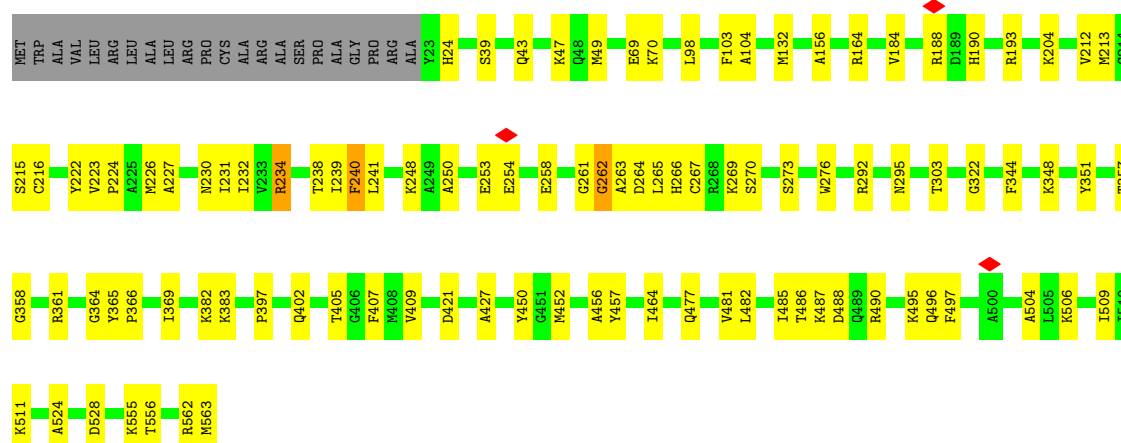 MET TRP ALA VAL LEU ARG LEU ALA LEU ARG PRO CYS ALA ARG ALA SER PRO ALA GLY PRO ARG ALA Y23 H24 S39 Q43 K47 Q48 M49 E69 K70 L98 F103 A104 M132 A156 R164 V184 R188 D189 H190 R193 K204 V212 M213
S215 C216 Y222 V223 P224 A225 M226 A227 N230 I231 I232 V233 R234 T238 I239 F240 L241 K248 A249 A250 E253 E254 E258 G261 G262 A263 D264 L265 H266 C267 R268 K269 S270 S273 W276 R292 N295 T303 G322 F344 K348 Y351
G358 R361 G364 Y365 P366 I369 K382 K383 P397 Q402 T405 G406 F407 M408 V409 D421 A427 Y450 G451 M452 A456 Y457 I464 Q477 V481 L482 I485 T486 K487 D488 Q489 R490 K495 Q496 F497 A500 A504 L505 K506 I509
K511 A524 D528 K555 T556 R562 M563